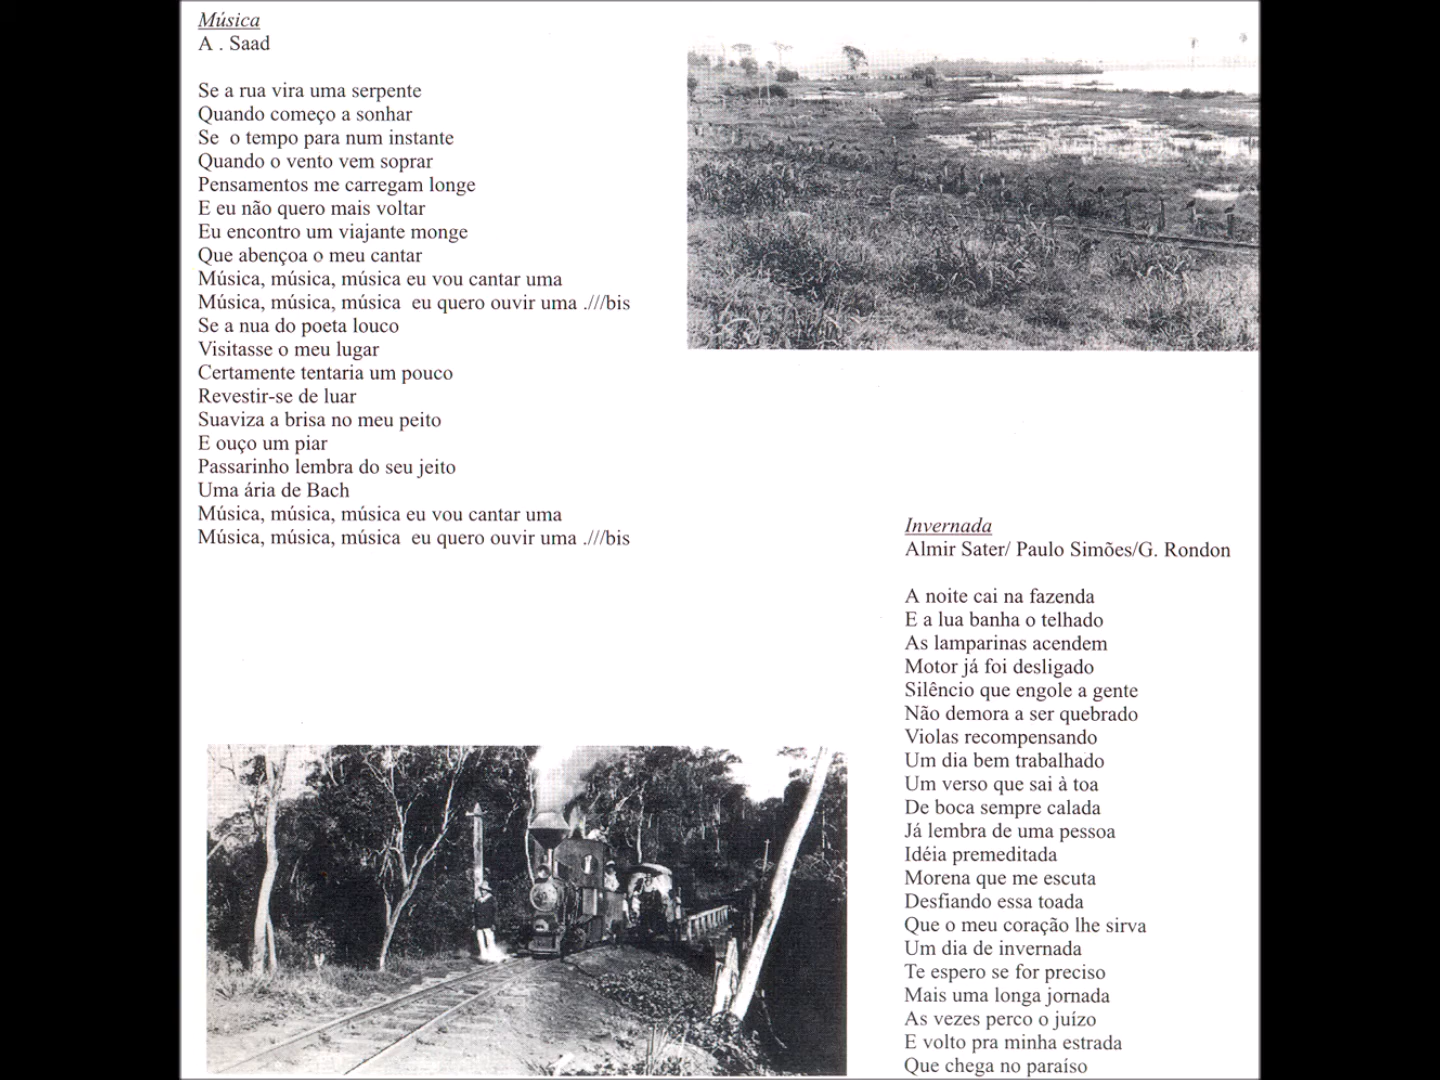 Música
A . Saad
Se a rua vira uma serpente
Quando começo a sonhar
Se  o tempo para num instante
Quando o vento vem soprar
Pensamentos me carregam longe
E eu não quero mais voltar
Eu encontro um viajante monge
Que abençoa o meu cantar
Música, música, música eu vou cantar uma
Música, música, música  eu quero ouvir uma .///bis
Se a nua do poeta louco
Visitasse o meu lugar
Certamente tentaria um pouco
Revestir-se de luar
Suaviza a brisa no meu peito
E ouço um piar
Passarinho lembra do seu jeito
Uma ária de Bach
Música, música, música eu vou cantar uma
Música, música, música  eu quero ouvir uma .///bis
Invernada
Almir Sater/ Paulo Simões/G. Rondon
A noite cai na fazenda
E a lua banha o telhado
As lamparinas acendem
Motor já foi desligado
Silêncio que engole a gente
Não demora a ser quebrado
Violas recompensando
Um dia bem trabalhado
Um verso que sai à toa
De boca sempre calada
Já lembra de uma pessoa
Idéia premeditada
Morena que me escuta
Desfiando essa toada
Que o meu coração lhe sirva
Um dia de invernada
Te espero se for preciso
Mais uma longa jornada
As vezes perco o juízo
E volto pra minha estrada
Que chega no paraíso